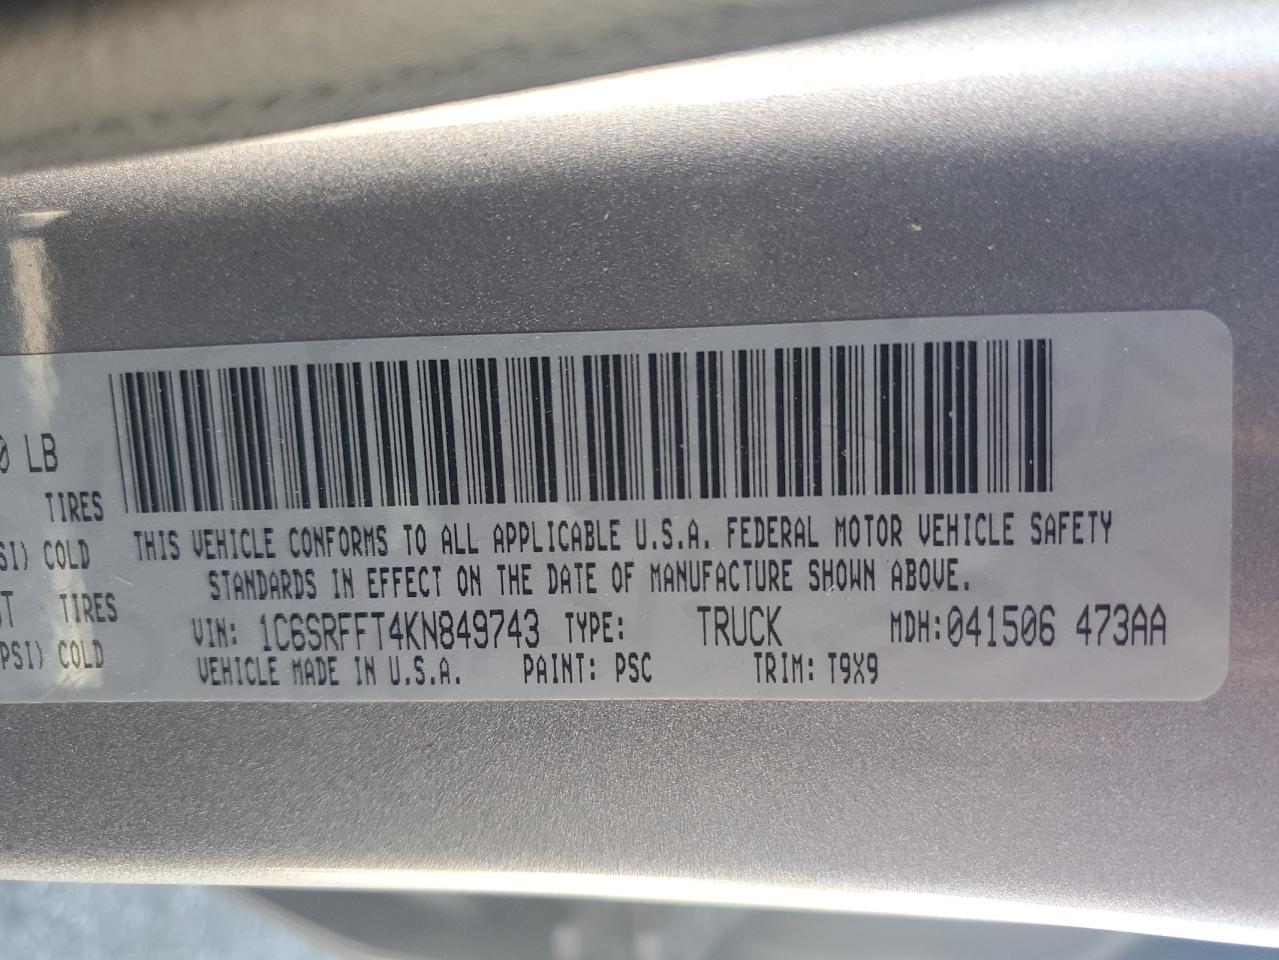 0 LB
TIRES
SI) COLD
T TIRES
PSI) COLD
THIS VEHICLE CONFORMS TO ALL APPLICABLE U.S.A. FEDERAL MOTOR VEHICLE SAFETY
STANDARDS IN EFFECT ON THE DATE OF MANUFACTURE SHOWN ABOVE.
VIN: 1C6SRFFT4KN849743 TYPE: TRUCK MDH:041506 473AA
VEHICLE MADE IN U.S.A. PAINT: PSC TRIM: T9X9